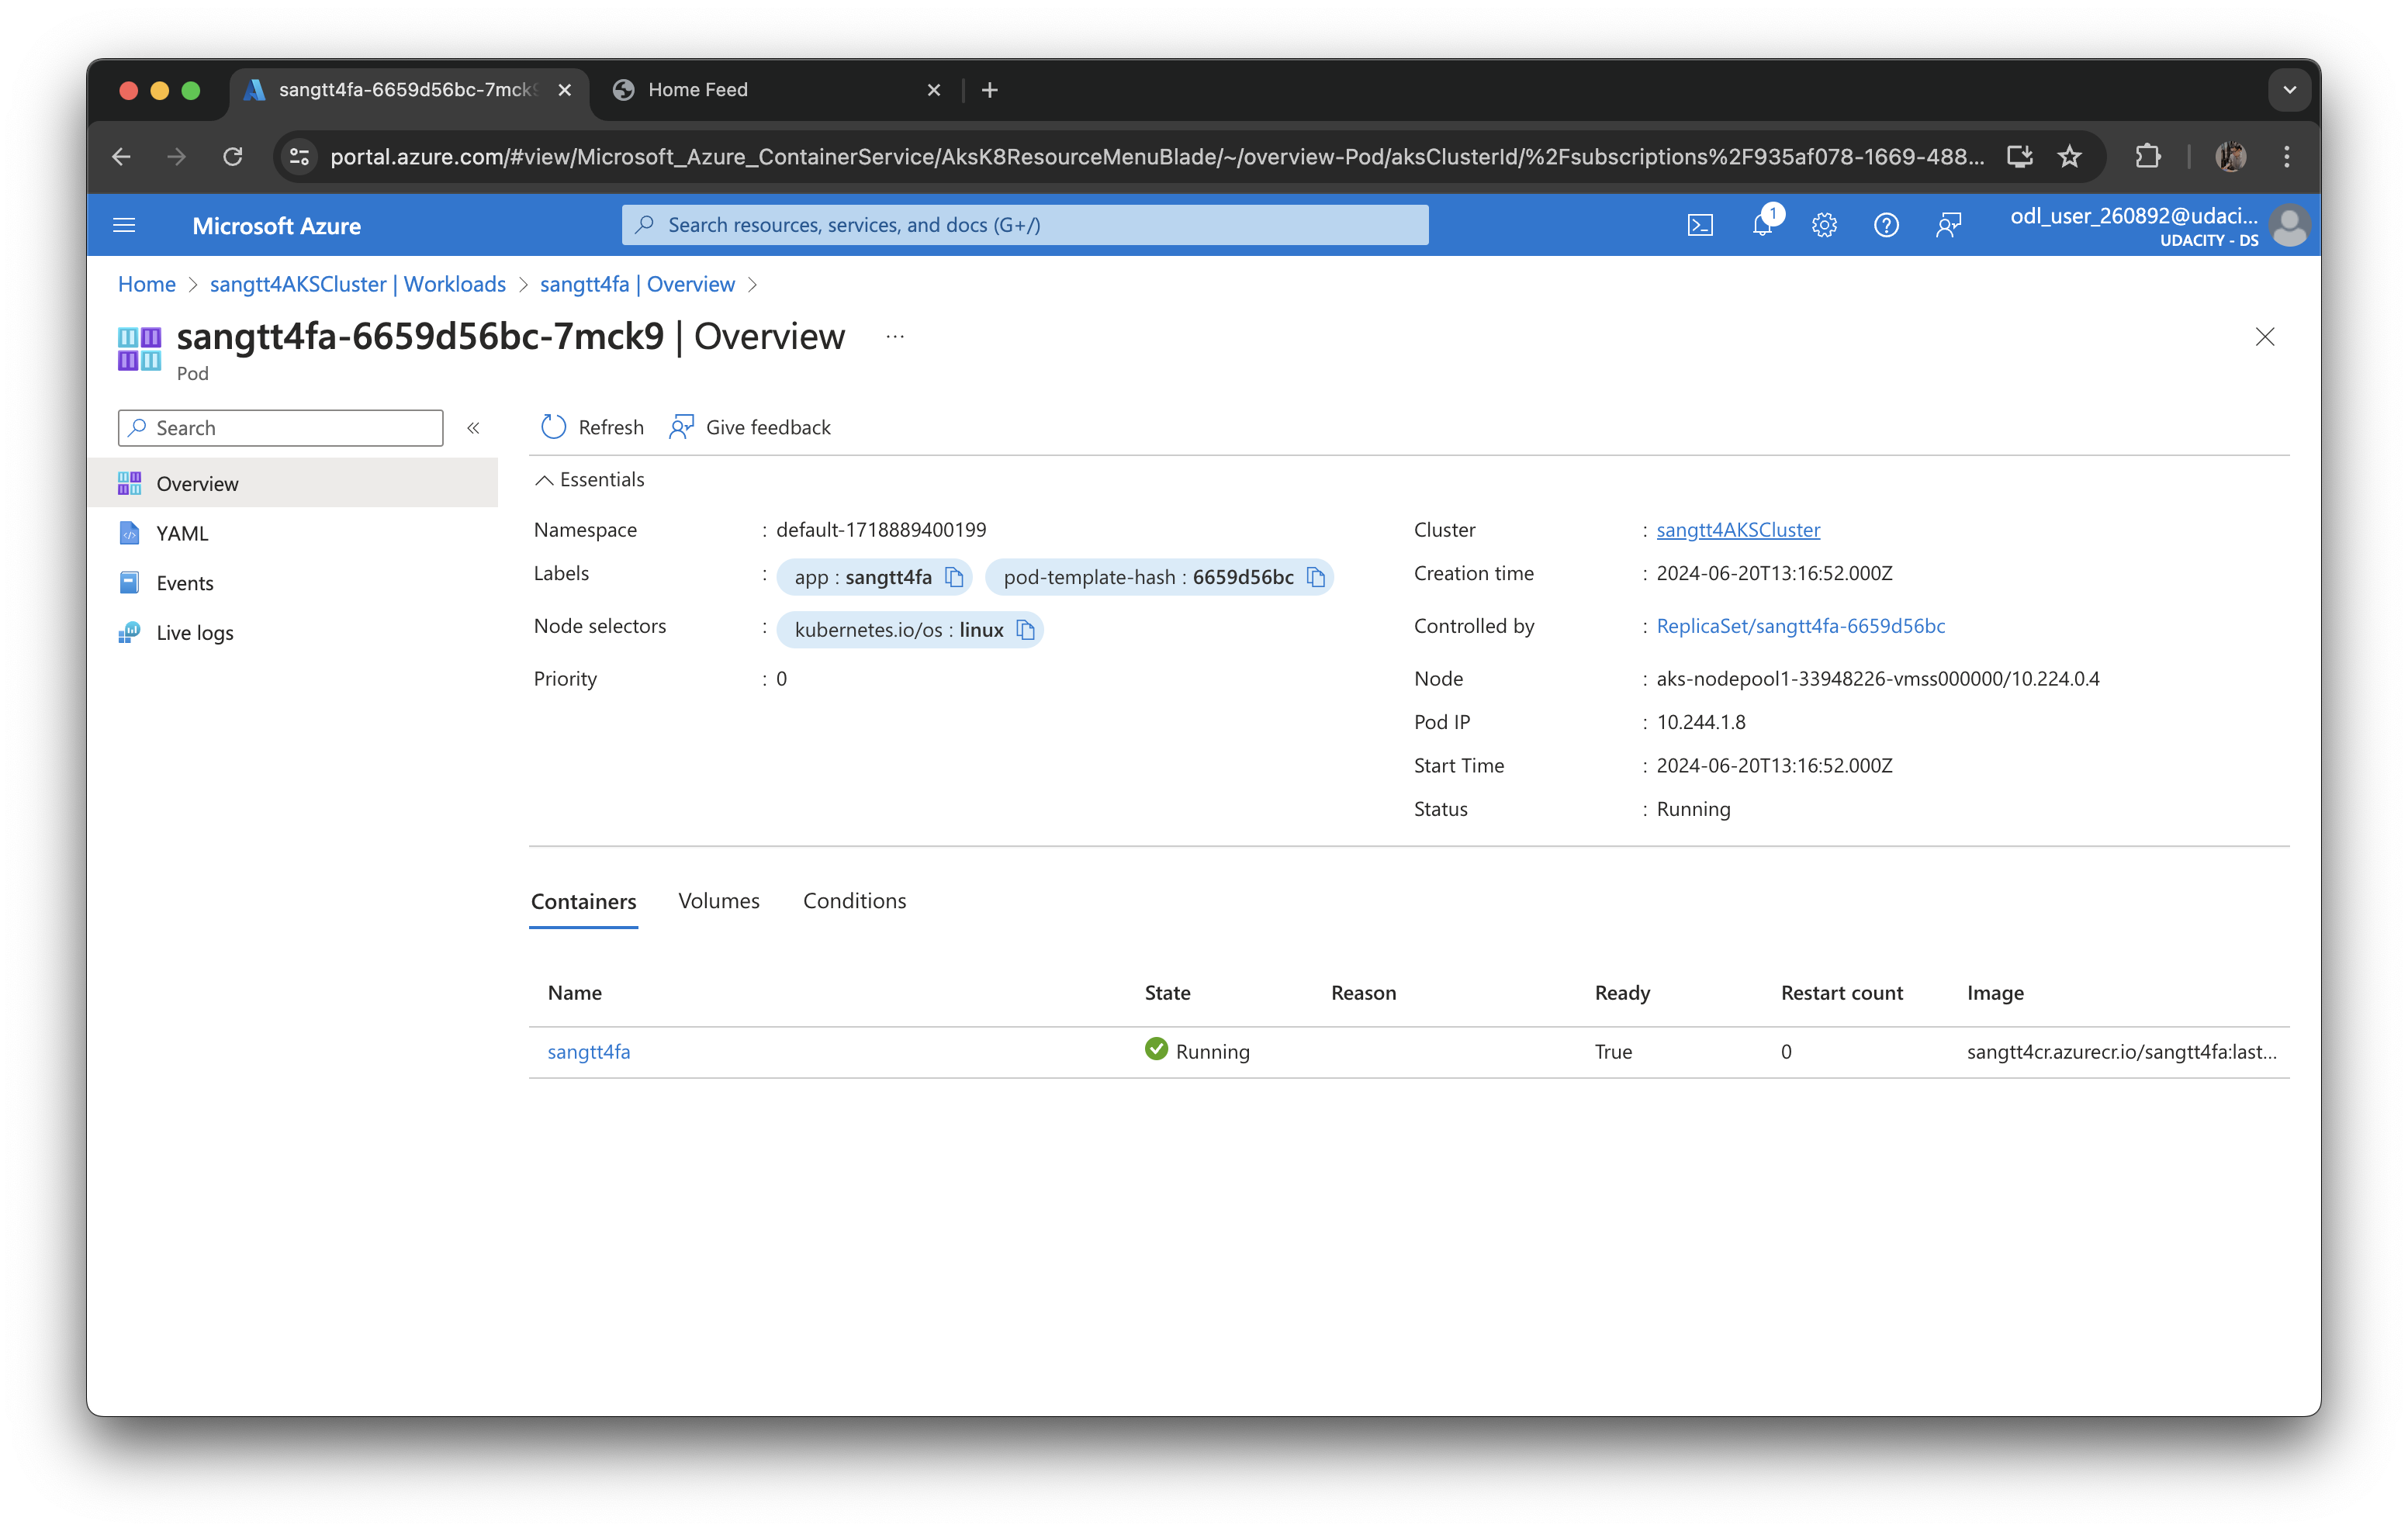 sangtt4fa-6659d56bc-7mck9
Home Feed
portal.azure.com/#view/Microsoft_Azure_ContainerService/AksK8ResourceMenuBlade/~/overview-Pod/aksClusterId/%2Fsubscriptions%2F935af078-1669-488...
Microsoft Azure
Search resources, services, and docs (G+/)
1
odl_user_260892@udaci...
UDACITY - DS
Home > sangtt4AKSCluster | Workloads > sangtt4fa | Overview >
sangtt4fa-6659d56bc-7mck9 | Overview ...
Pod
Search
«
Refresh
Give feedback
Overview
YAML
Events
Live logs
Essentials
Namespace : default-1718889400199
Labels : app : sangtt4fa pod-template-hash : 6659d56bc
Node selectors : kubernetes.io/os : linux
Priority : 0
Cluster : sangtt4AKSCluster
Creation time : 2024-06-20T13:16:52.000Z
Controlled by : ReplicaSet/sangtt4fa-6659d56bc
Node : aks-nodepool1-33948226-vmss000000/10.224.0.4
Pod IP : 10.244.1.8
Start Time : 2024-06-20T13:16:52.000Z
Status : Running
Containers Volumes Conditions
Name State Reason Ready Restart count Image
sangtt4fa Running True 0 sangtt4cr.azurecr.io/sangtt4fa:last...